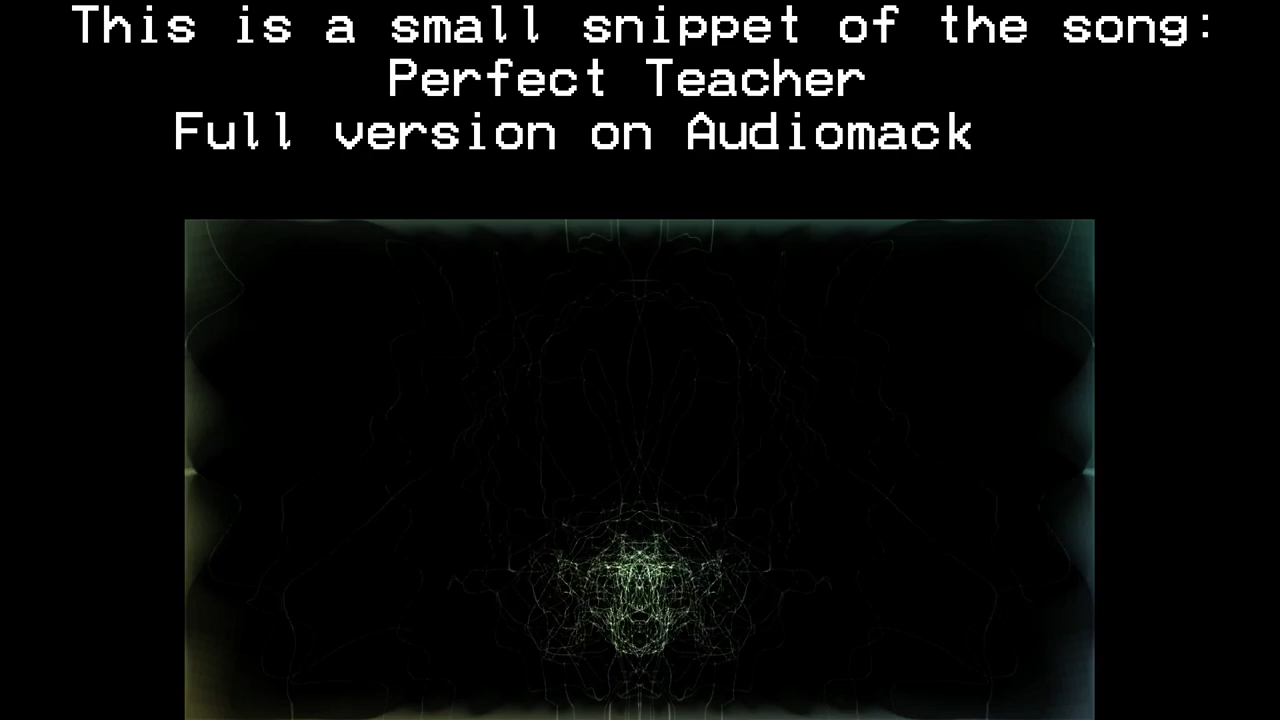 This is a small snippet of the song:
Perfect Teacher
Full version on Audiomack